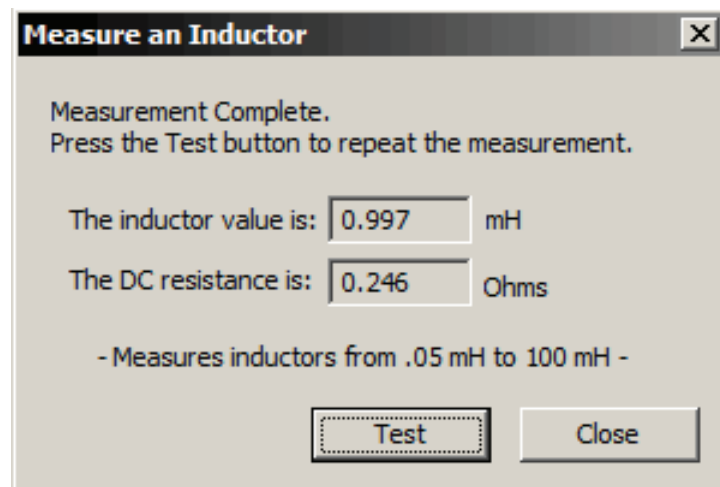 Measure an Inductor
Measurement Complete.
Press the Test button to repeat the measurement.
The inductor value is: 0.997 mH
The DC resistance is: 0.246 Ohms
- Measures inductors from .05 mH to 100 mH -
Test Close